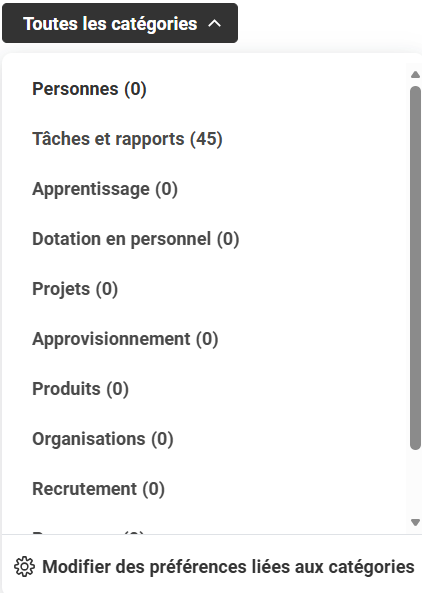 Toutes les catégories
Personnes (0)
Tâches et rapports (45)
Apprentissage (0)
Dotation en personnel (0)
Projets (0)
Approvisionnement (0)
Produits (0)
Organisations (0)
Recrutement (0)
Modifier des préférences liées aux catégories